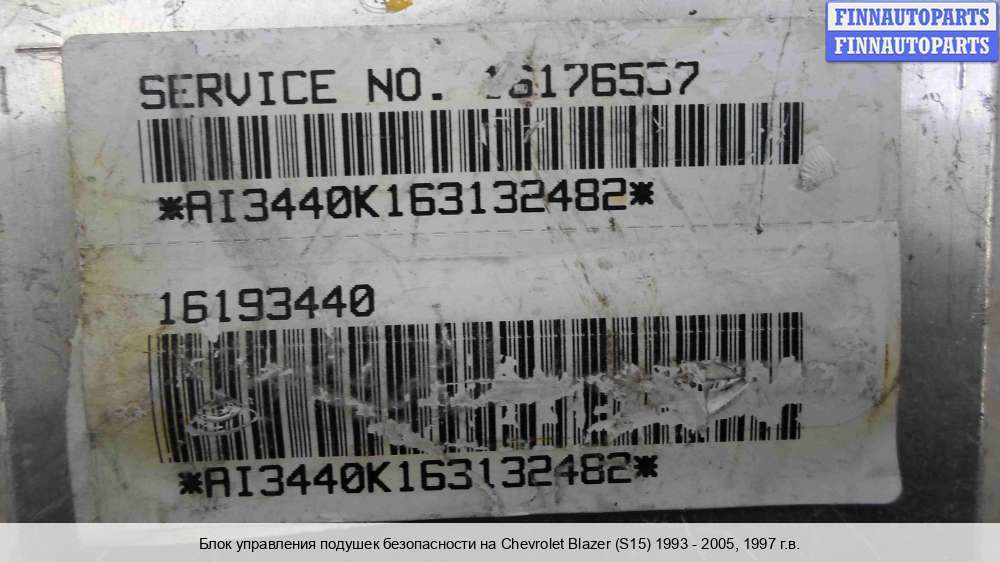 FINNAUTOPARTS
FINNAUTOPARTS
SERVICE NO.
*AI3440K163132482*
16193440
*AI3440K163132482*
Блок управления подушек безопасности на Chevrolet Blazer (S15) 1993 - 2005, 1997 г.в.